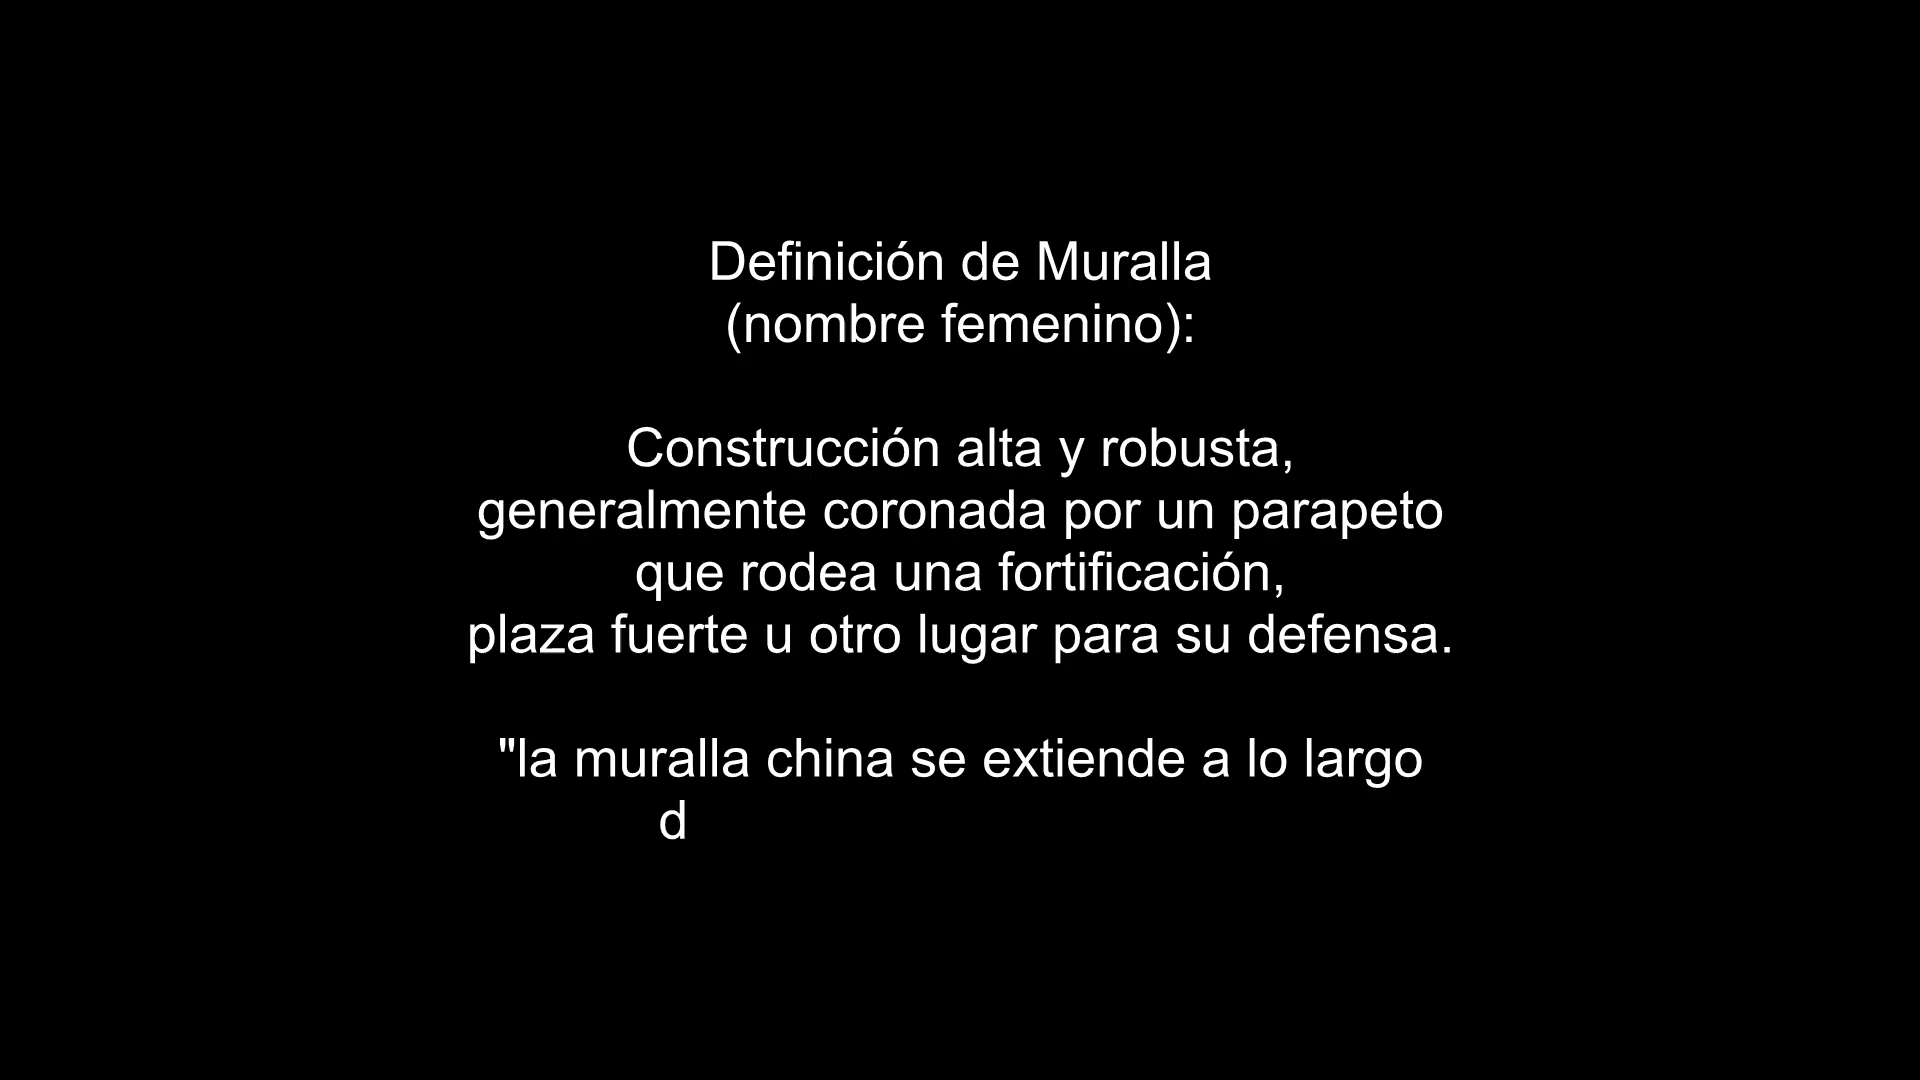 Definición de Muralla
(nombre femenino):
Construcción alta y robusta,
generalmente coronada por un parapeto
que rodea una fortificación,
plaza fuerte u otro lugar para su defensa.
"la muralla china se extiende a lo largo
d